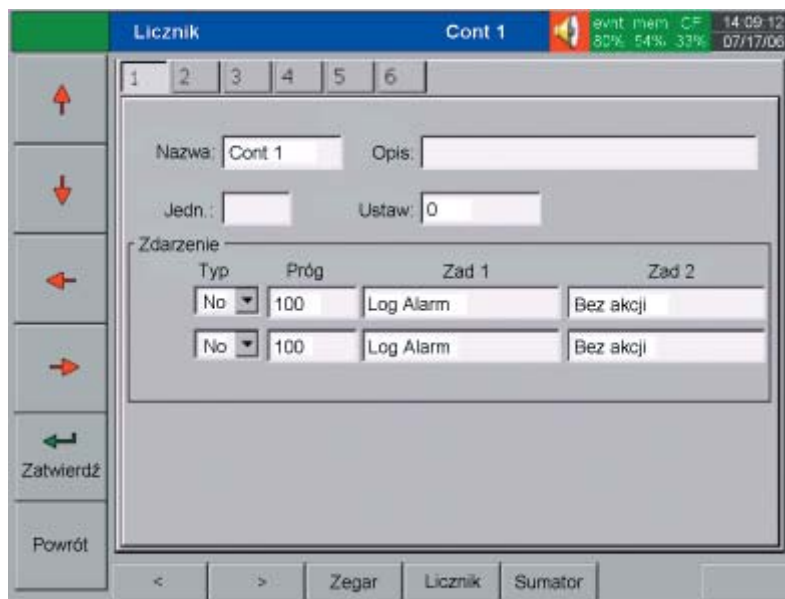 Licznik Cont 1 evnt mem CF 14:09:12
80% 54% 33% 07/17/06
1 2 3 4 5 6
Nazwa: Cont 1 Opis:
Jedn.: Ustaw: 0
Zdarzenie
Typ Próg Zad 1 Zad 2
No 100 Log Alarm Bez akcji
No 100 Log Alarm Bez akcji
Zatwierdź
Powrót
< > Zegar Licznik Sumator